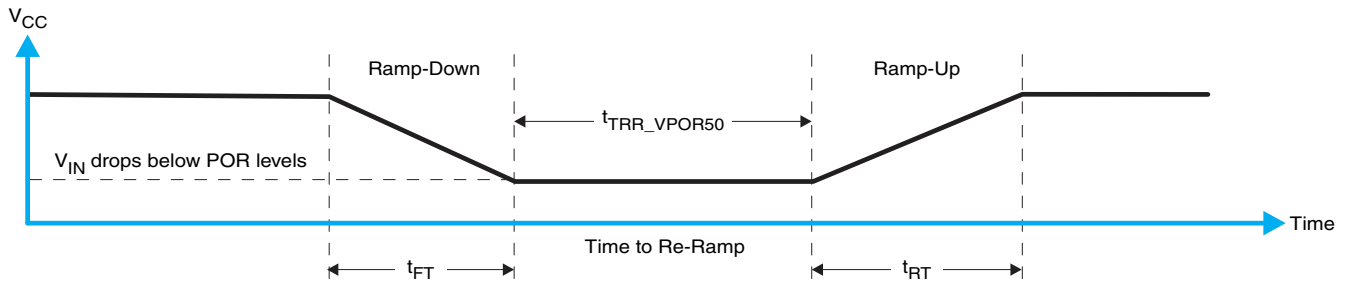 VCC
Ramp-Down
Ramp-Up
tTRR_VPOR50
VIN drops below POR levels
Time
Time to Re-Ramp
tFT
tRT